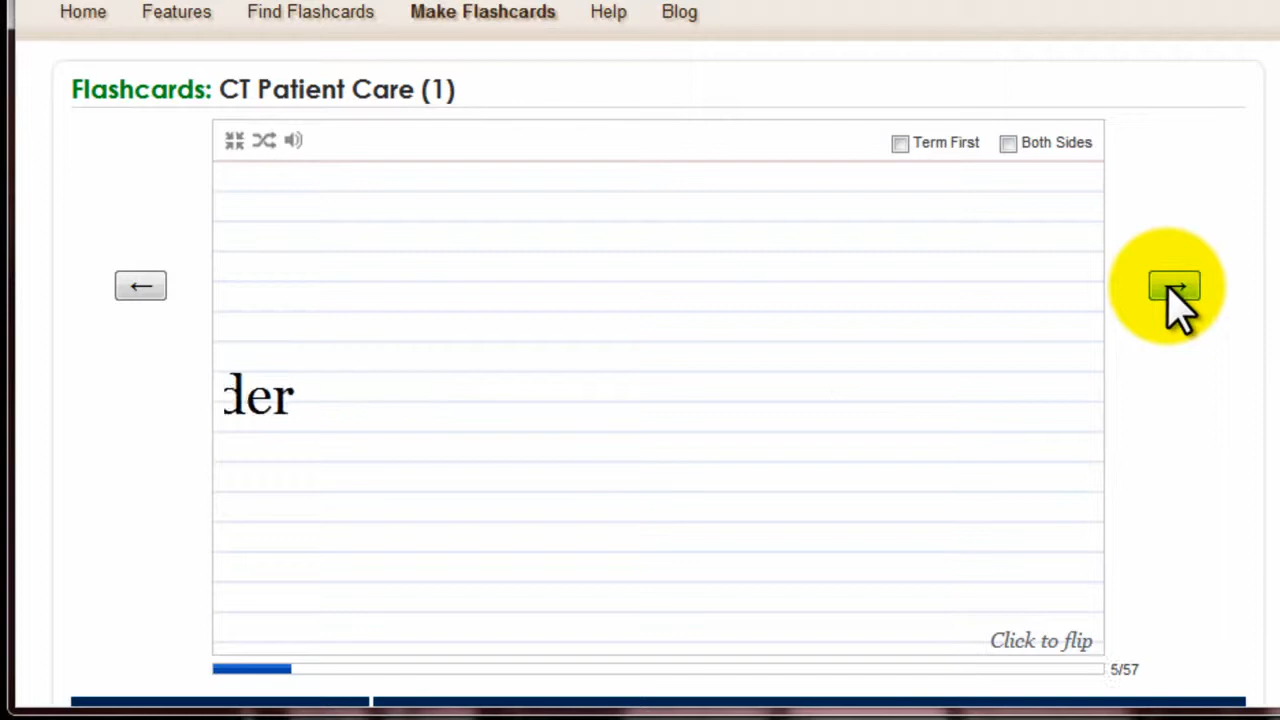 Home Features Find Flashcards Make Flashcards Help Blog
Flashcards: CT Patient Care (1)
Term First Both Sides
←
→
der
Click to flip
5/57